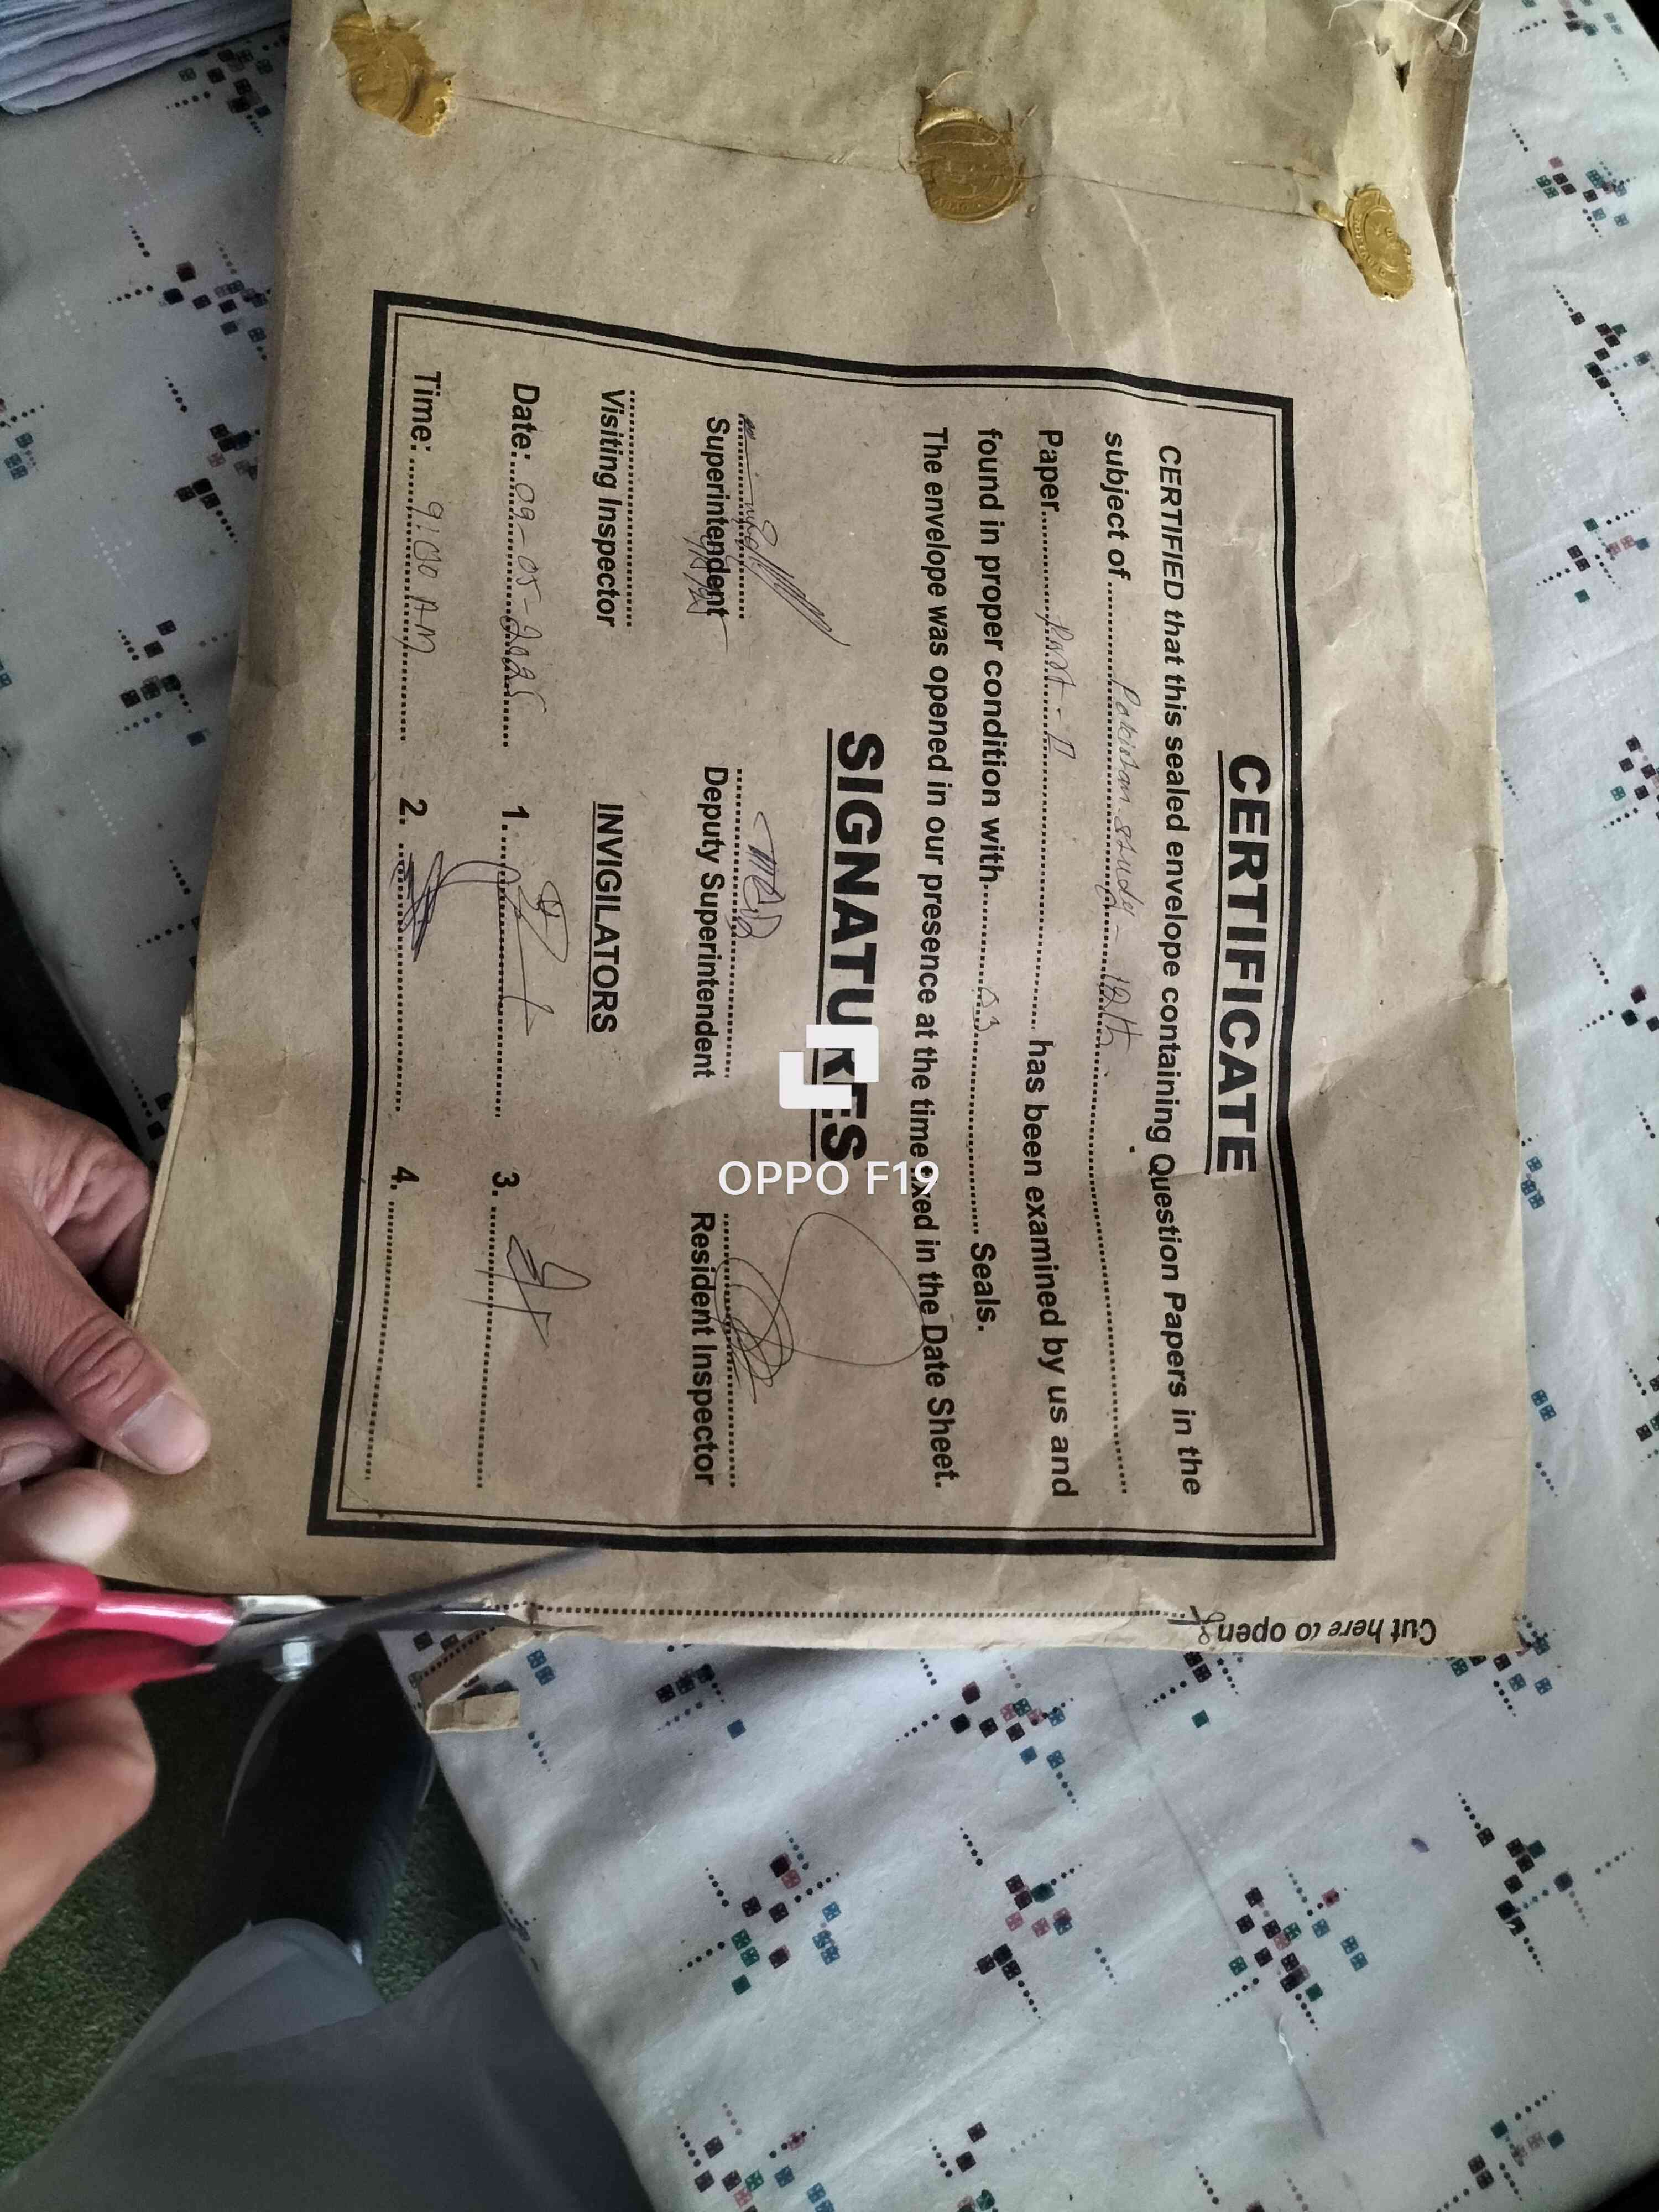 CERTIFICATE
CERTIFIED that this sealed envelope containing Question Papers in the
subject of Pakistan study - 12th
Paper Part - II has been examined by us and
found in proper condition with 03 Seals.
The envelope was opened in our presence at the time fixed in the Date Sheet.
SIGNATURES
Superintendent Deputy Superintendent Resident Inspector
Visiting Inspector INVIGILATORS
Date: 09-05-2025 1. 3.
Time: 9:00 AM 2. 4.
Cut here to open
OPPO F19